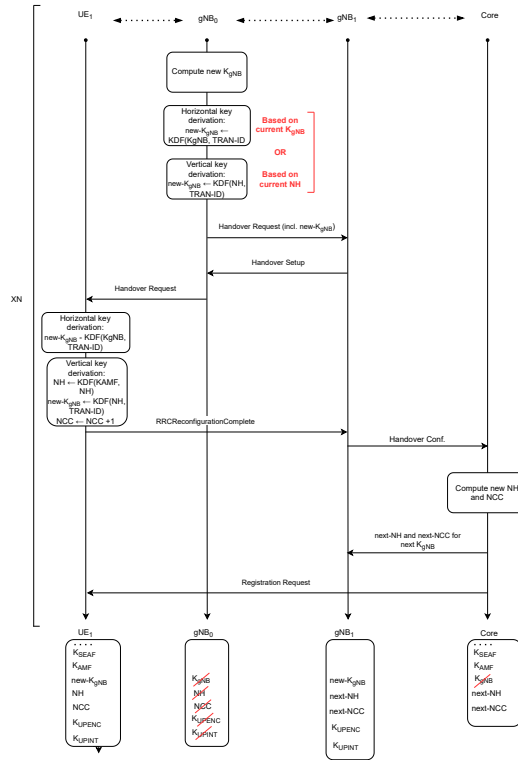 UE1
gNB0
gNB1
Core
Compute new KgNB
Horizontal key
derivation:
new-KgNB ←
KDF(KgNB, TRAN-ID
Based on
current KgNB
OR
Vertical key
derivation:
new-KgNB ← KDF(NH,
TRAN-ID)
Based on
current NH
Handover Request (incl. new-KgNB)
Handover Setup
Handover Request
XN
Horizontal key
derivation:
new-KgNB - KDF(KgNB,
TRAN-ID)
Vertical key
derivation:
NH ← KDF(KAMF,
NH)
new-KgNB ← KDF(NH,
TRAN-ID)
NCC ← NCC +1
RRCReconfigurationComplete
Handover Conf.
Compute new NH
and NCC
next-NH and next-NCC for
next KgNB
Registration Request
UE1
gNB0
gNB1
Core
. . . .
KSEAF
KAMF
new-KgNB
NH
NCC
KUPENC
KUPINT
KgNB
NH
NCC
KUPENC
KUPINT
new-KgNB
next-NH
next-NCC
KUPENC
KUPINT
. . . .
KSEAF
KAMF
KgNB
next-NH
next-NCC